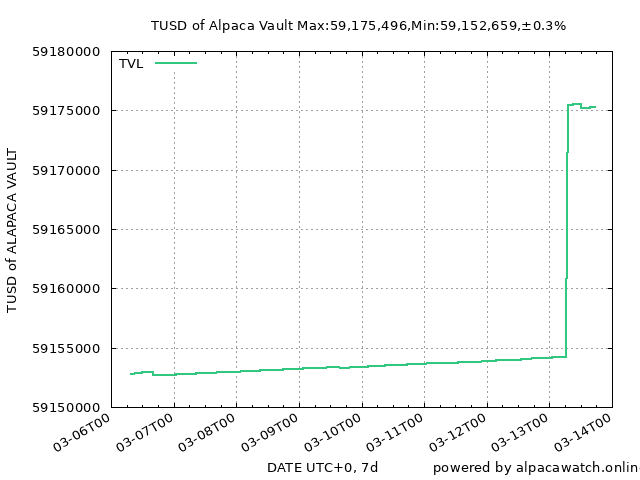 TUSD of Alpaca Vault Max:59,175,496,Min:59,152,659,±0.3%
TVL
59180000
59175000
59170000
59165000
59160000
59155000
59150000
TUSD of ALAPACA VAULT
03-06T00
03-07T00
03-08T00
03-09T00
03-10T00
03-11T00
03-12T00
03-13T00
03-14T00
DATE UTC+0, 7d
powered by alpacawatch.onlin